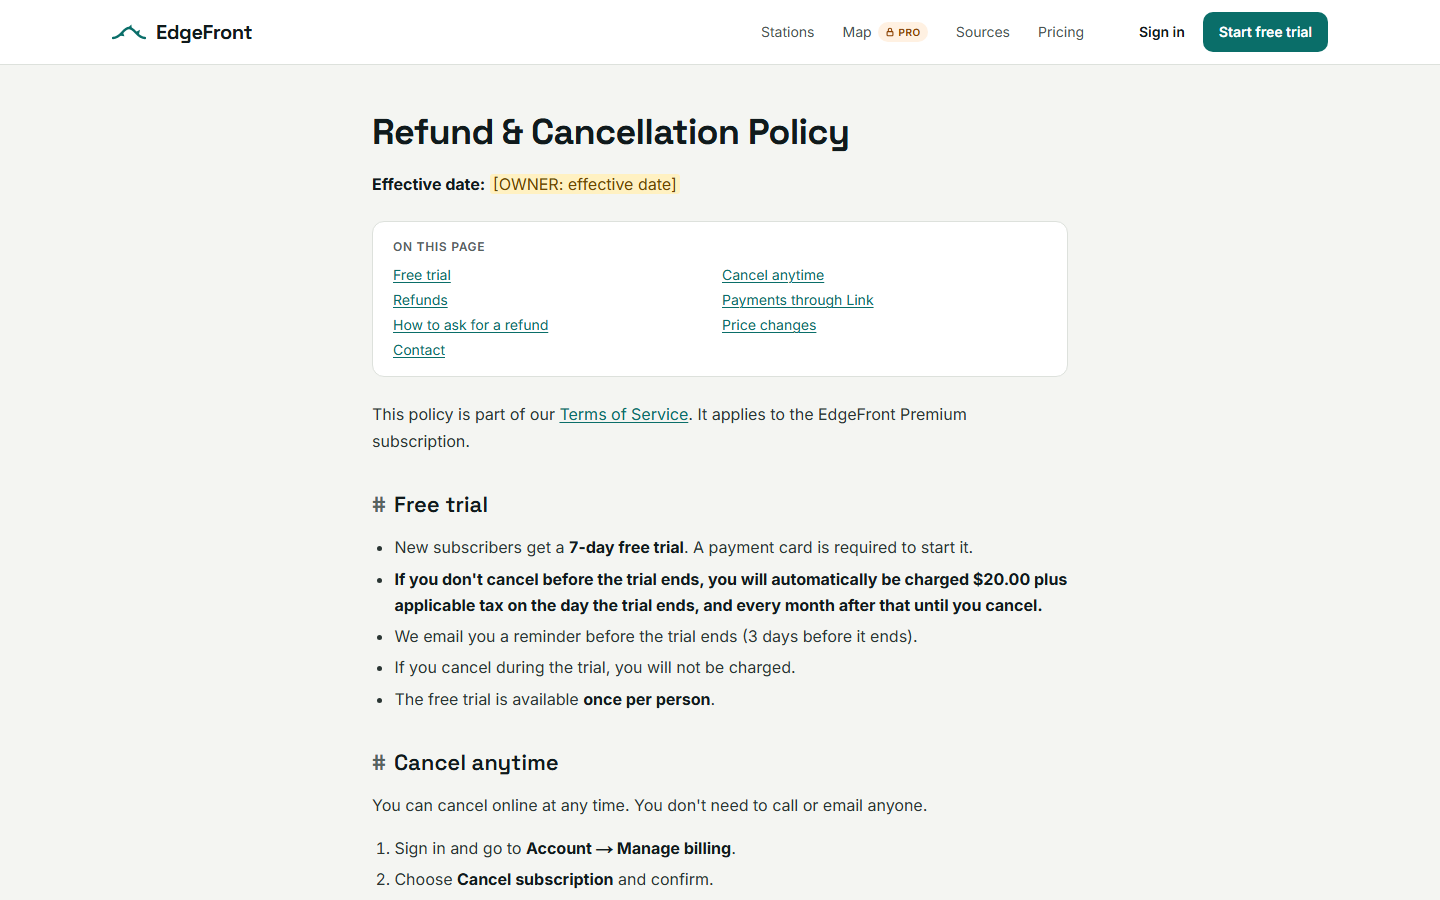 EdgeFront
Stations
Map
PRO
Sources
Pricing
Sign in
Start free trial
Refund & Cancellation Policy
Effective date: [OWNER: effective date]
ON THIS PAGE
Free trial
Cancel anytime
Refunds
Payments through Link
How to ask for a refund
Price changes
Contact
This policy is part of our Terms of Service. It applies to the EdgeFront Premium
subscription.
# Free trial
• New subscribers get a 7-day free trial. A payment card is required to start it.
• If you don't cancel before the trial ends, you will automatically be charged $20.00 plus
applicable tax on the day the trial ends, and every month after that until you cancel.
• We email you a reminder before the trial ends (3 days before it ends).
• If you cancel during the trial, you will not be charged.
• The free trial is available once per person.
# Cancel anytime
You can cancel online at any time. You don't need to call or email anyone.
1. Sign in and go to Account → Manage billing.
2. Choose Cancel subscription and confirm.